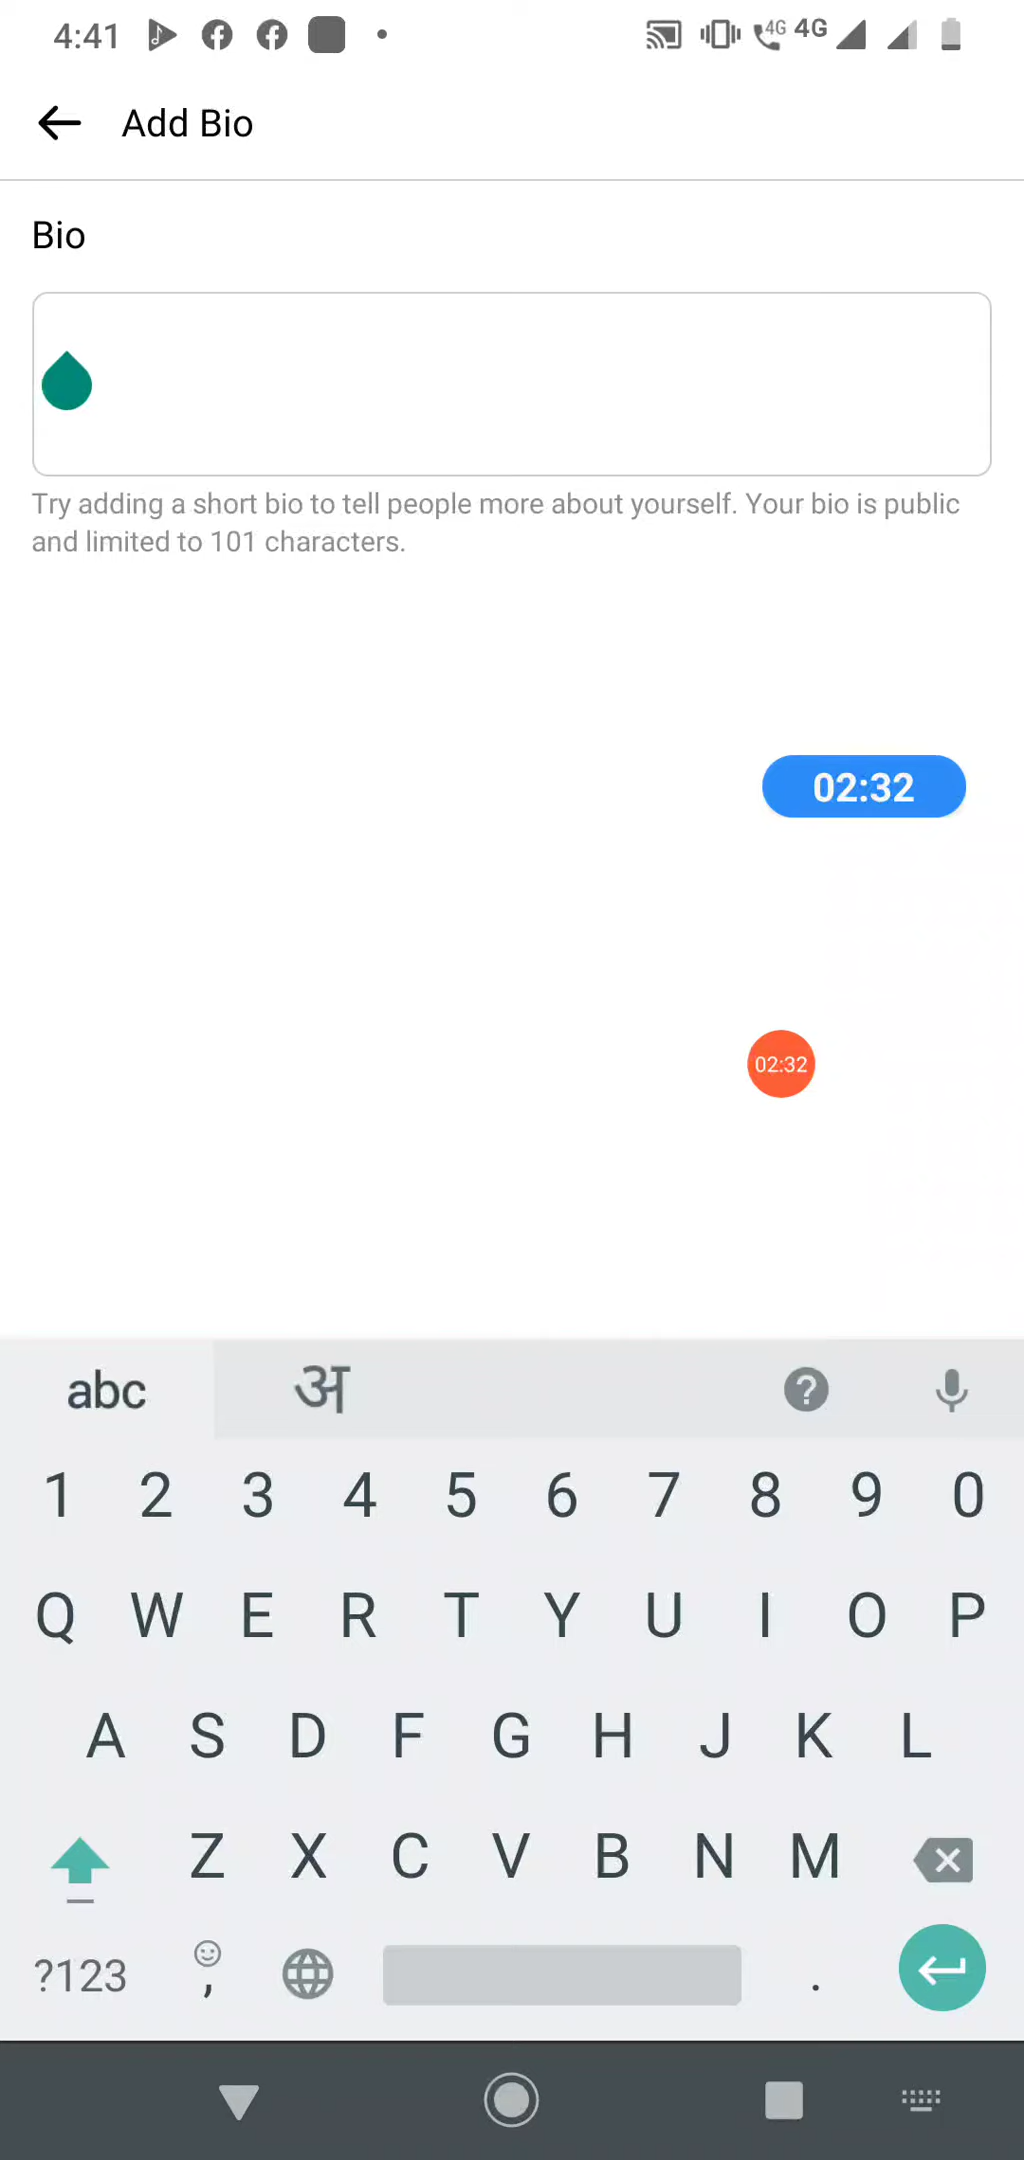 4:41 4G 4G
Add Bio
Bio
Try adding a short bio to tell people more about yourself. Your bio is public
and limited to 101 characters.
02:32
02:32
abc अ ?
1 2 3 4 5 6 7 8 9 0
Q W E R T Y U I O P
A S D F G H J K L
Z X C V B N M
?123 , .